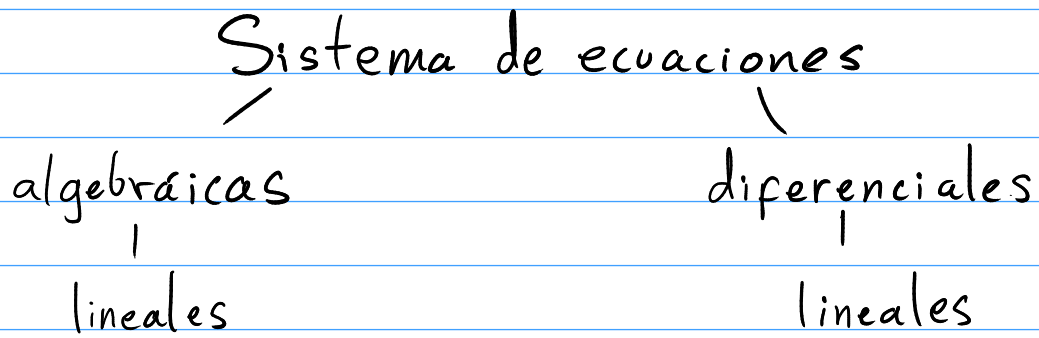 Sistema de ecuaciones
algebráicas diferenciales
lineales lineales